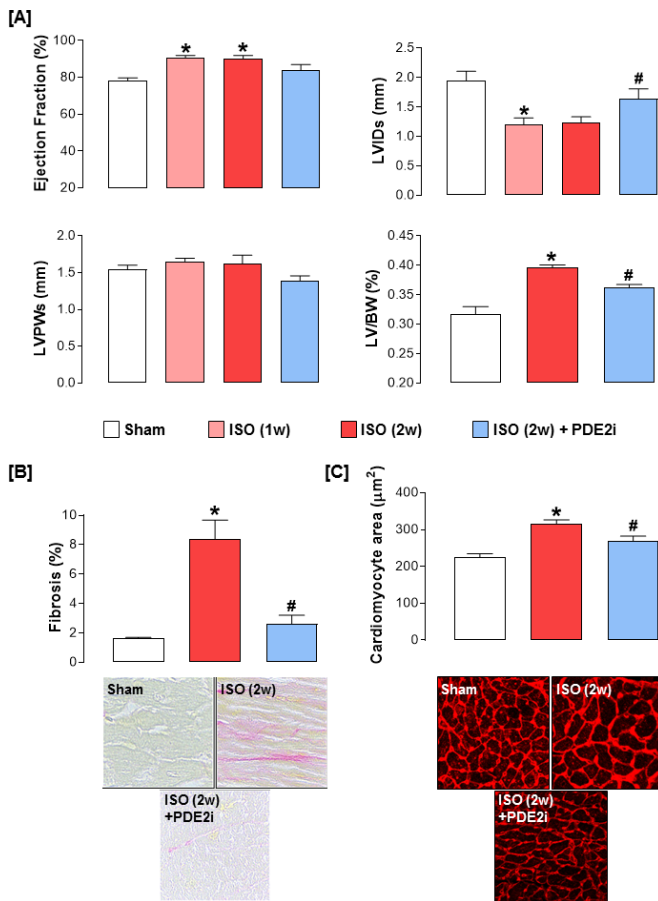 [A]
Ejection Fraction (%)
100
80
60
40
20
*
*
LVIDs (mm)
2.5
2.0
1.5
1.0
0.5
0.0
*
#
LVPWs (mm)
2.0
1.5
1.0
0.5
0.0
LV/BW (%)
0.45
0.40
0.35
0.30
0.25
0.20
*
#
Sham
ISO (1w)
ISO (2w)
ISO (2w) + PDE2i
[B]
Fibrosis (%)
10
8
6
4
2
0
*
#
Sham
ISO (2w)
ISO (2w)
+PDE2i
[C]
Cardiomyocyte area (μm²)
400
300
200
100
0
*
#
Sham
ISO (2w)
ISO (2w)
+PDE2i